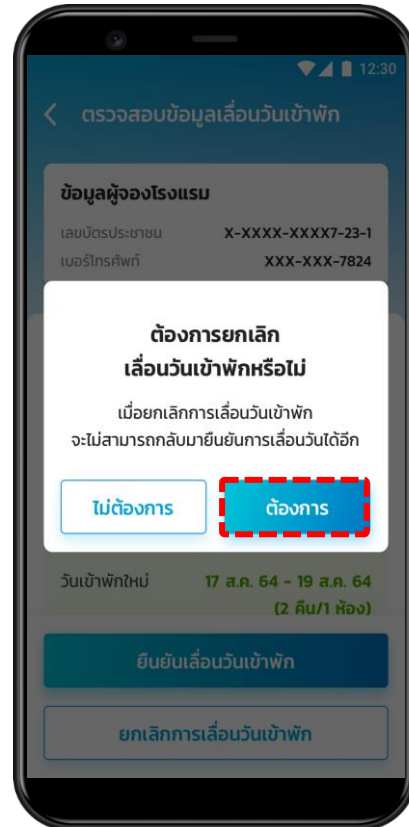 12:30
ตรวจสอบข้อมูลเลื่อนวันเข้าพัก
ข้อมูลผู้จองโรงแรม
เลขบัตรประชาชน X-XXXX-XXXX7-23-1
เบอร์โทรศัพท์ XXX-XXX-7824
ต้องการยกเลิก
เลื่อนวันเข้าพักหรือไม่
เมื่อยกเลิกการเลื่อนวันเข้าพัก
จะไม่สามารถกลับมายืนยันการเลื่อนวันได้อีก
ไม่ต้องการ ต้องการ
วันเข้าพักใหม่ 17 ส.ค. 64 - 19 ส.ค. 64
(2 คืน/1 ห้อง)
ยืนยันเลื่อนวันเข้าพัก
ยกเลิกการเลื่อนวันเข้าพัก